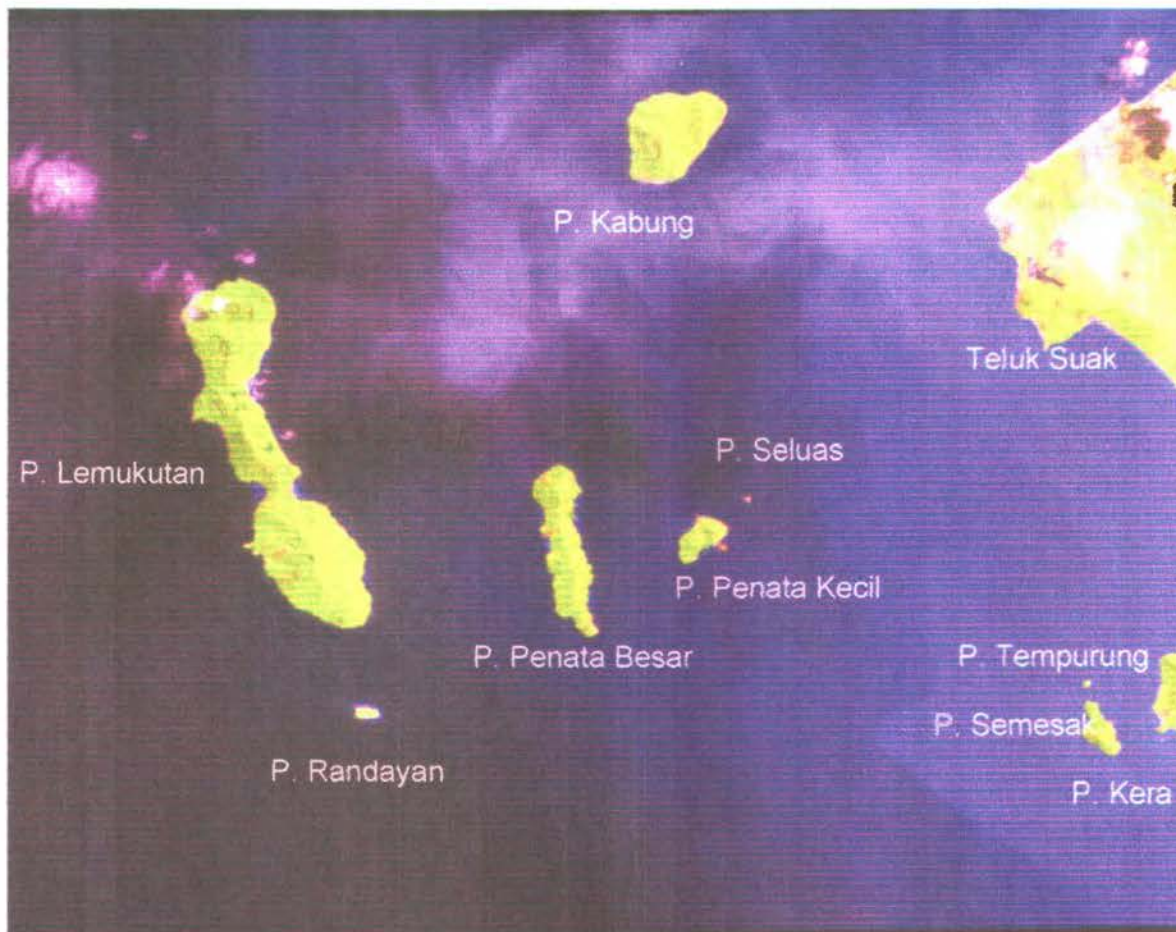 P. Kabung
Teluk Suak
P. Seluas
P. Lemukutan
P. Penata Kecil
P. Penata Besar
P. Tempurung
P. Semesak
P. Randayan
P. Kera